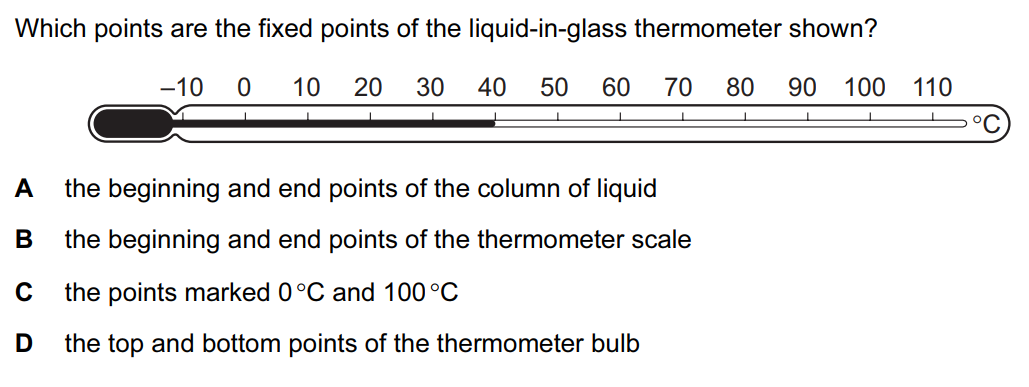 Which points are the fixed points of the liquid-in-glass thermometer shown?
–10 0 10 20 30 40 50 60 70 80 90 100 110
°C
A the beginning and end points of the column of liquid
B the beginning and end points of the thermometer scale
C the points marked 0 °C and 100 °C
D the top and bottom points of the thermometer bulb